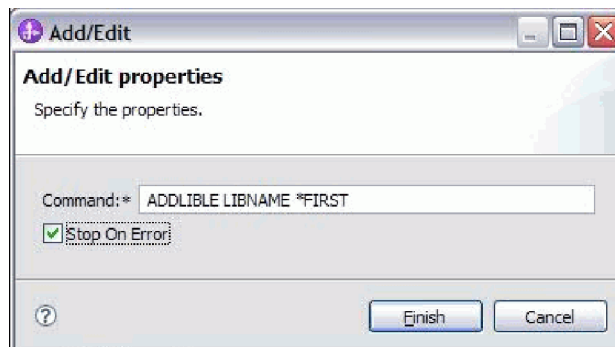 Add/Edit
Add/Edit properties
Specify the properties.
Command:* ADDLIBLE LIBNAME *FIRST
Stop On Error
?
Finish Cancel